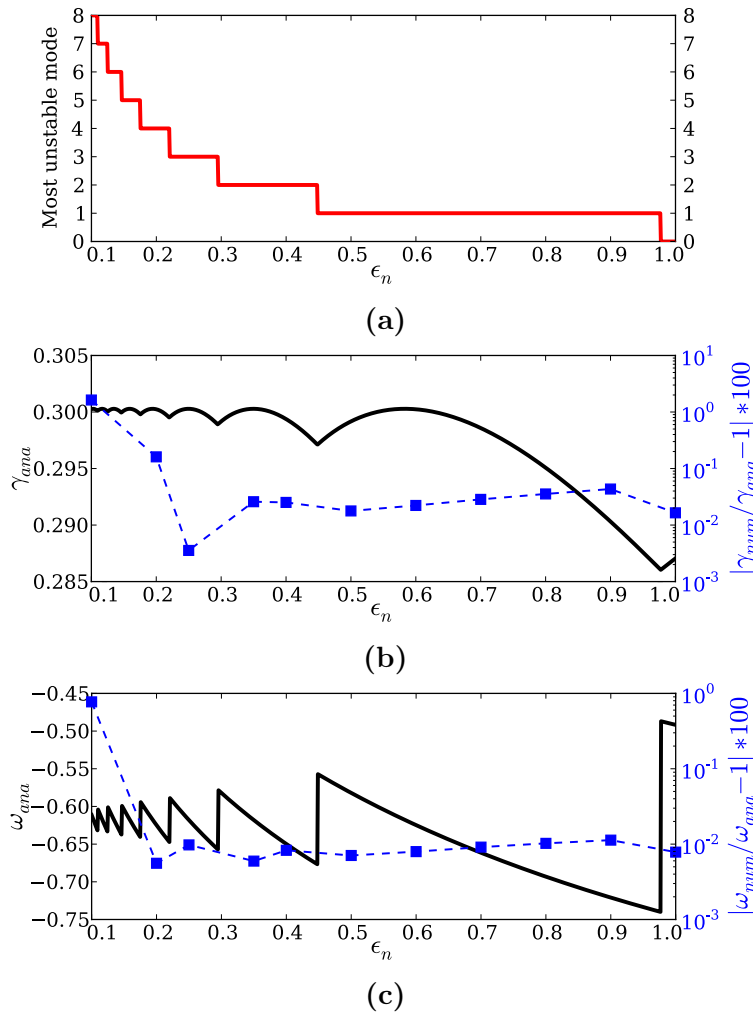 8 8
7 7
6 6
5 5
4 4
3 3
2 2
1 1
0 0
Most unstable mode
0.1 0.2 0.3 0.4 0.5 0.6 0.7 0.8 0.9 1.0
ϵn
(a)
0.305
0.300
0.295
0.290
0.285
γana
10^1
10^0
10^-1
10^-2
10^-3
|γnum/γana−1|*100
0.1 0.2 0.3 0.4 0.5 0.6 0.7 0.8 0.9 1.0
ϵn
(b)
−0.45
−0.50
−0.55
−0.60
−0.65
−0.70
−0.75
ωana
10^0
10^-1
10^-2
10^-3
|ωnum/ωana−1|*100
0.1 0.2 0.3 0.4 0.5 0.6 0.7 0.8 0.9 1.0
ϵn
(c)